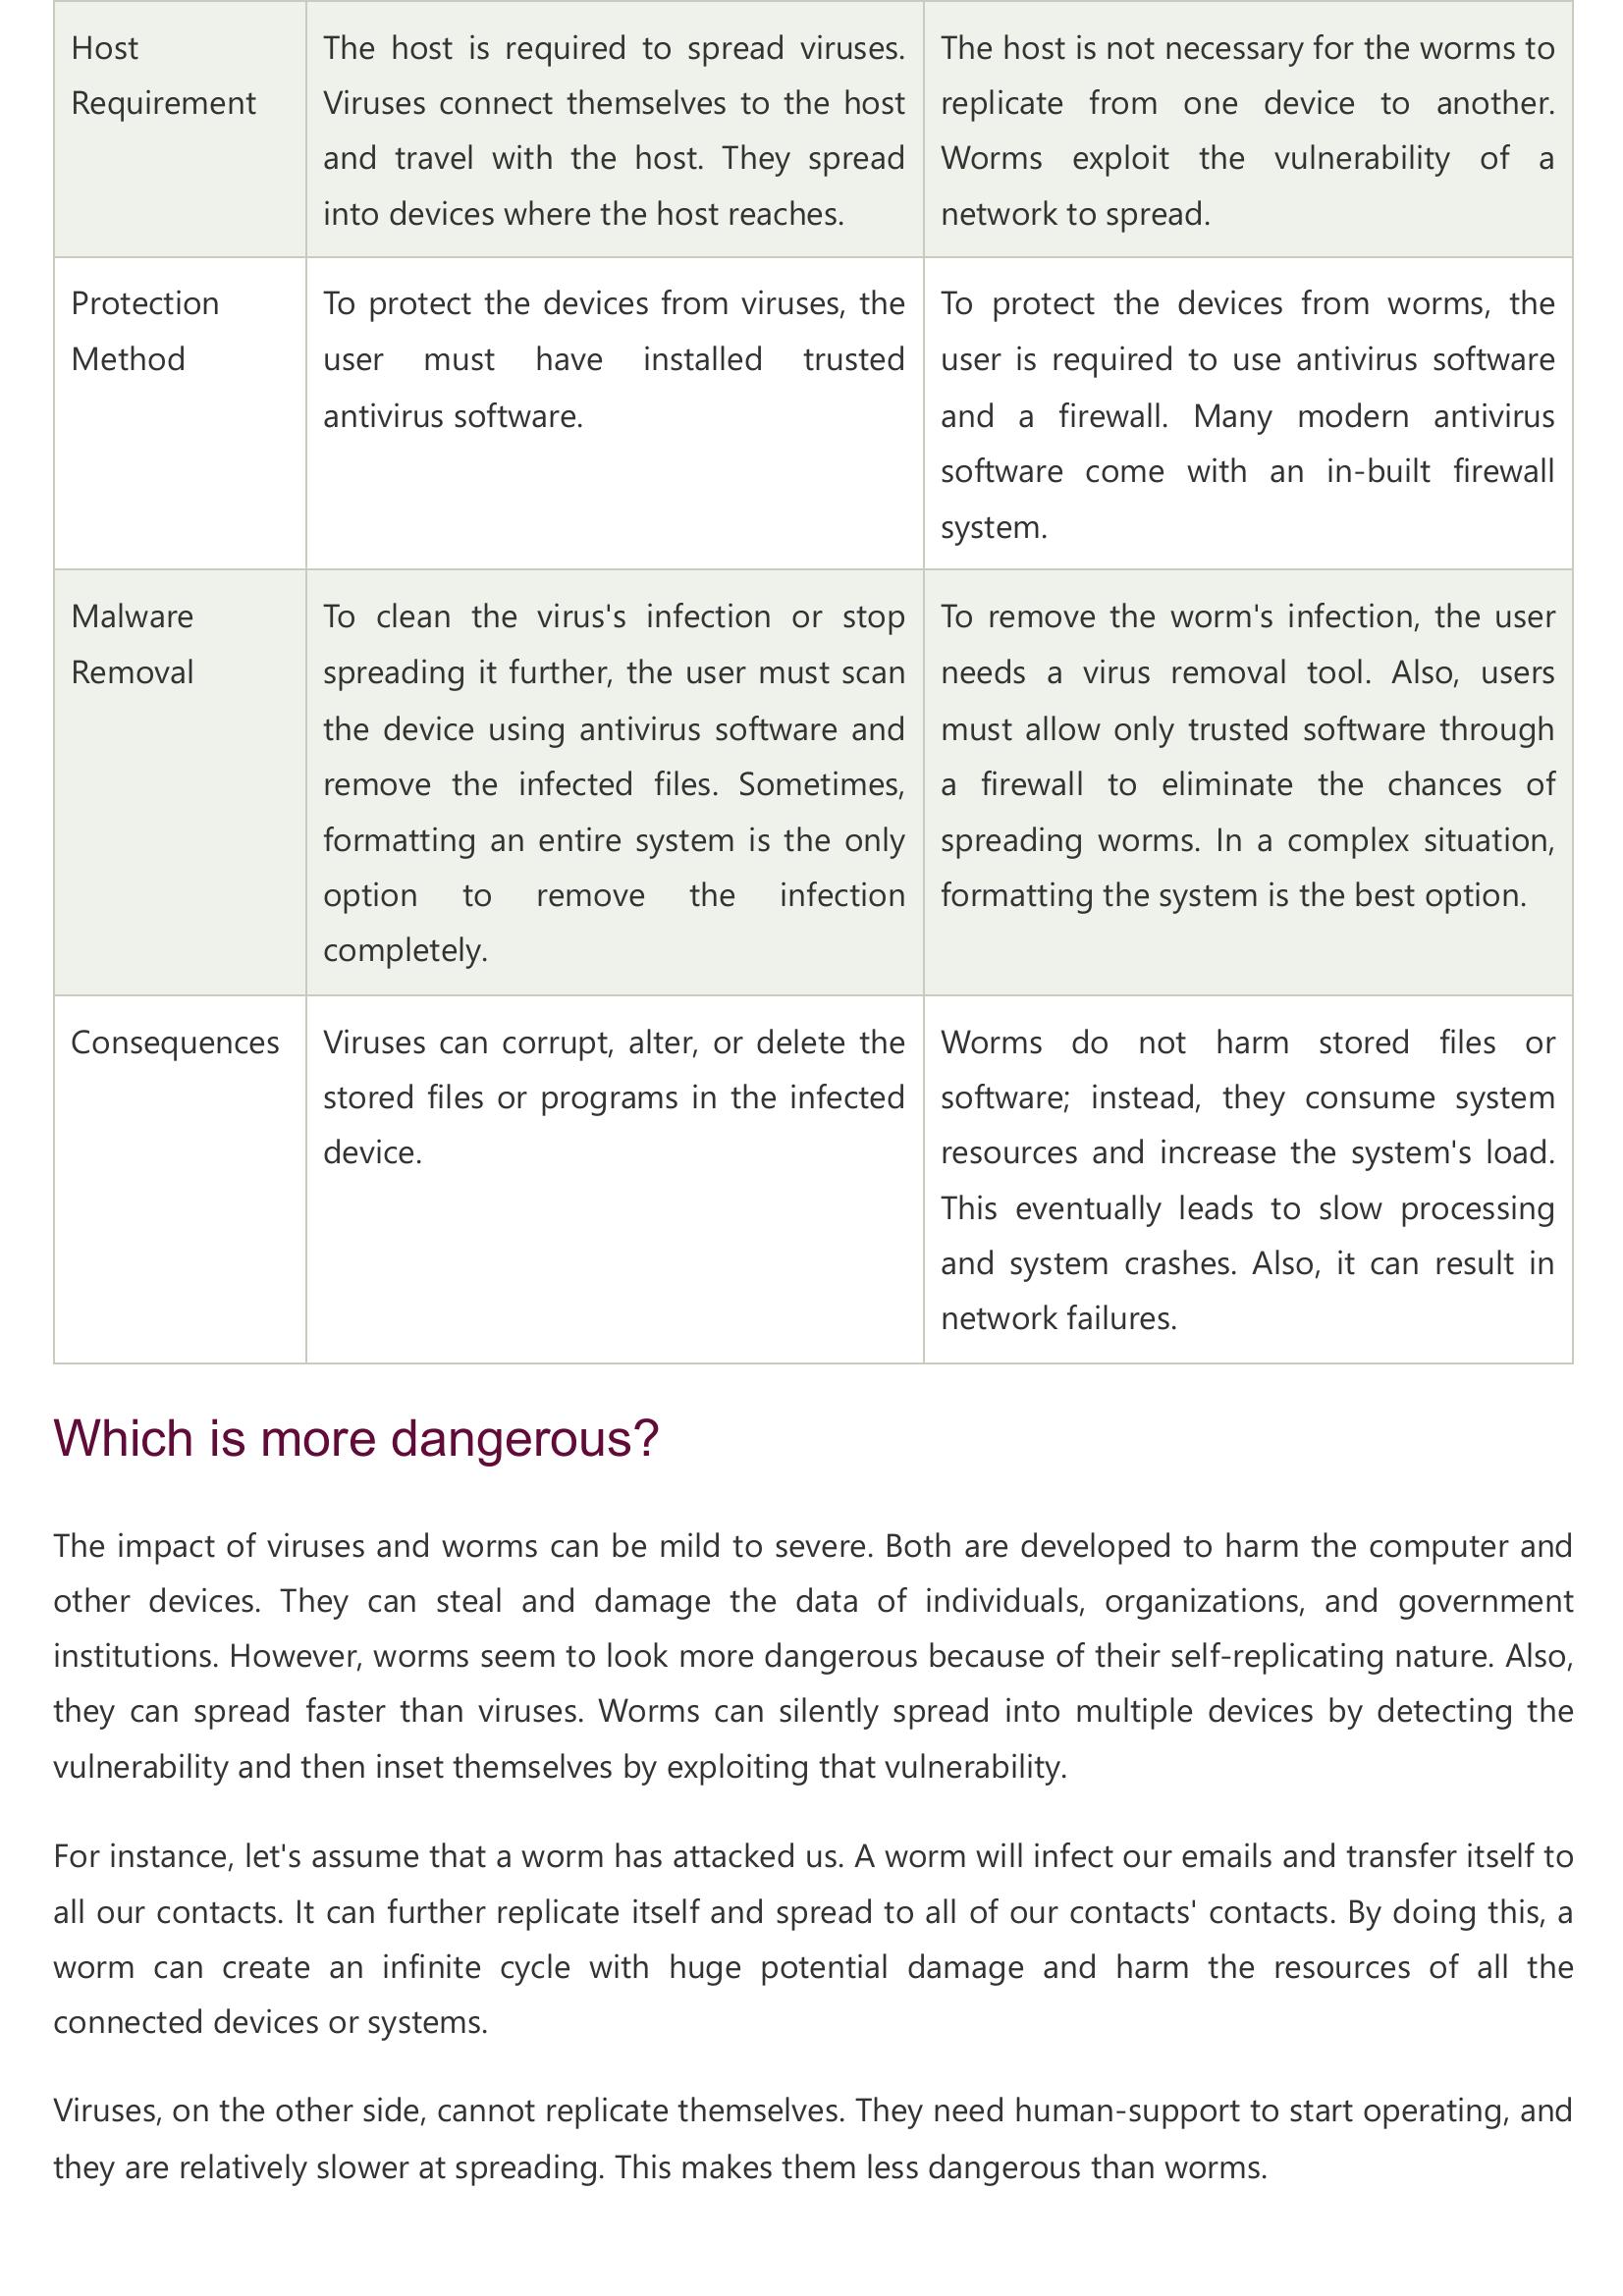 Host
Requirement
The host is required to spread viruses.
Viruses connect themselves to the host
and travel with the host. They spread
into devices where the host reaches.
The host is not necessary for the worms to
replicate from one device to another.
Worms exploit the vulnerability of a
network to spread.
Protection
Method
To protect the devices from viruses, the
user must have installed trusted
antivirus software.
To protect the devices from worms, the
user is required to use antivirus software
and a firewall. Many modern antivirus
software come with an in-built firewall
system.
Malware
Removal
To clean the virus's infection or stop
spreading it further, the user must scan
the device using antivirus software and
remove the infected files. Sometimes,
formatting an entire system is the only
option to remove the infection
completely.
To remove the worm's infection, the user
needs a virus removal tool. Also, users
must allow only trusted software through
a firewall to eliminate the chances of
spreading worms. In a complex situation,
formatting the system is the best option.
Consequences
Viruses can corrupt, alter, or delete the
stored files or programs in the infected
device.
Worms do not harm stored files or
software; instead, they consume system
resources and increase the system's load.
This eventually leads to slow processing
and system crashes. Also, it can result in
network failures.
Which is more dangerous?
The impact of viruses and worms can be mild to severe. Both are developed to harm the computer and
other devices. They can steal and damage the data of individuals, organizations, and government
institutions. However, worms seem to look more dangerous because of their self-replicating nature. Also,
they can spread faster than viruses. Worms can silently spread into multiple devices by detecting the
vulnerability and then inset themselves by exploiting that vulnerability.
For instance, let's assume that a worm has attacked us. A worm will infect our emails and transfer itself to
all our contacts. It can further replicate itself and spread to all of our contacts' contacts. By doing this, a
worm can create an infinite cycle with huge potential damage and harm the resources of all the
connected devices or systems.
Viruses, on the other side, cannot replicate themselves. They need human-support to start operating, and
they are relatively slower at spreading. This makes them less dangerous than worms.